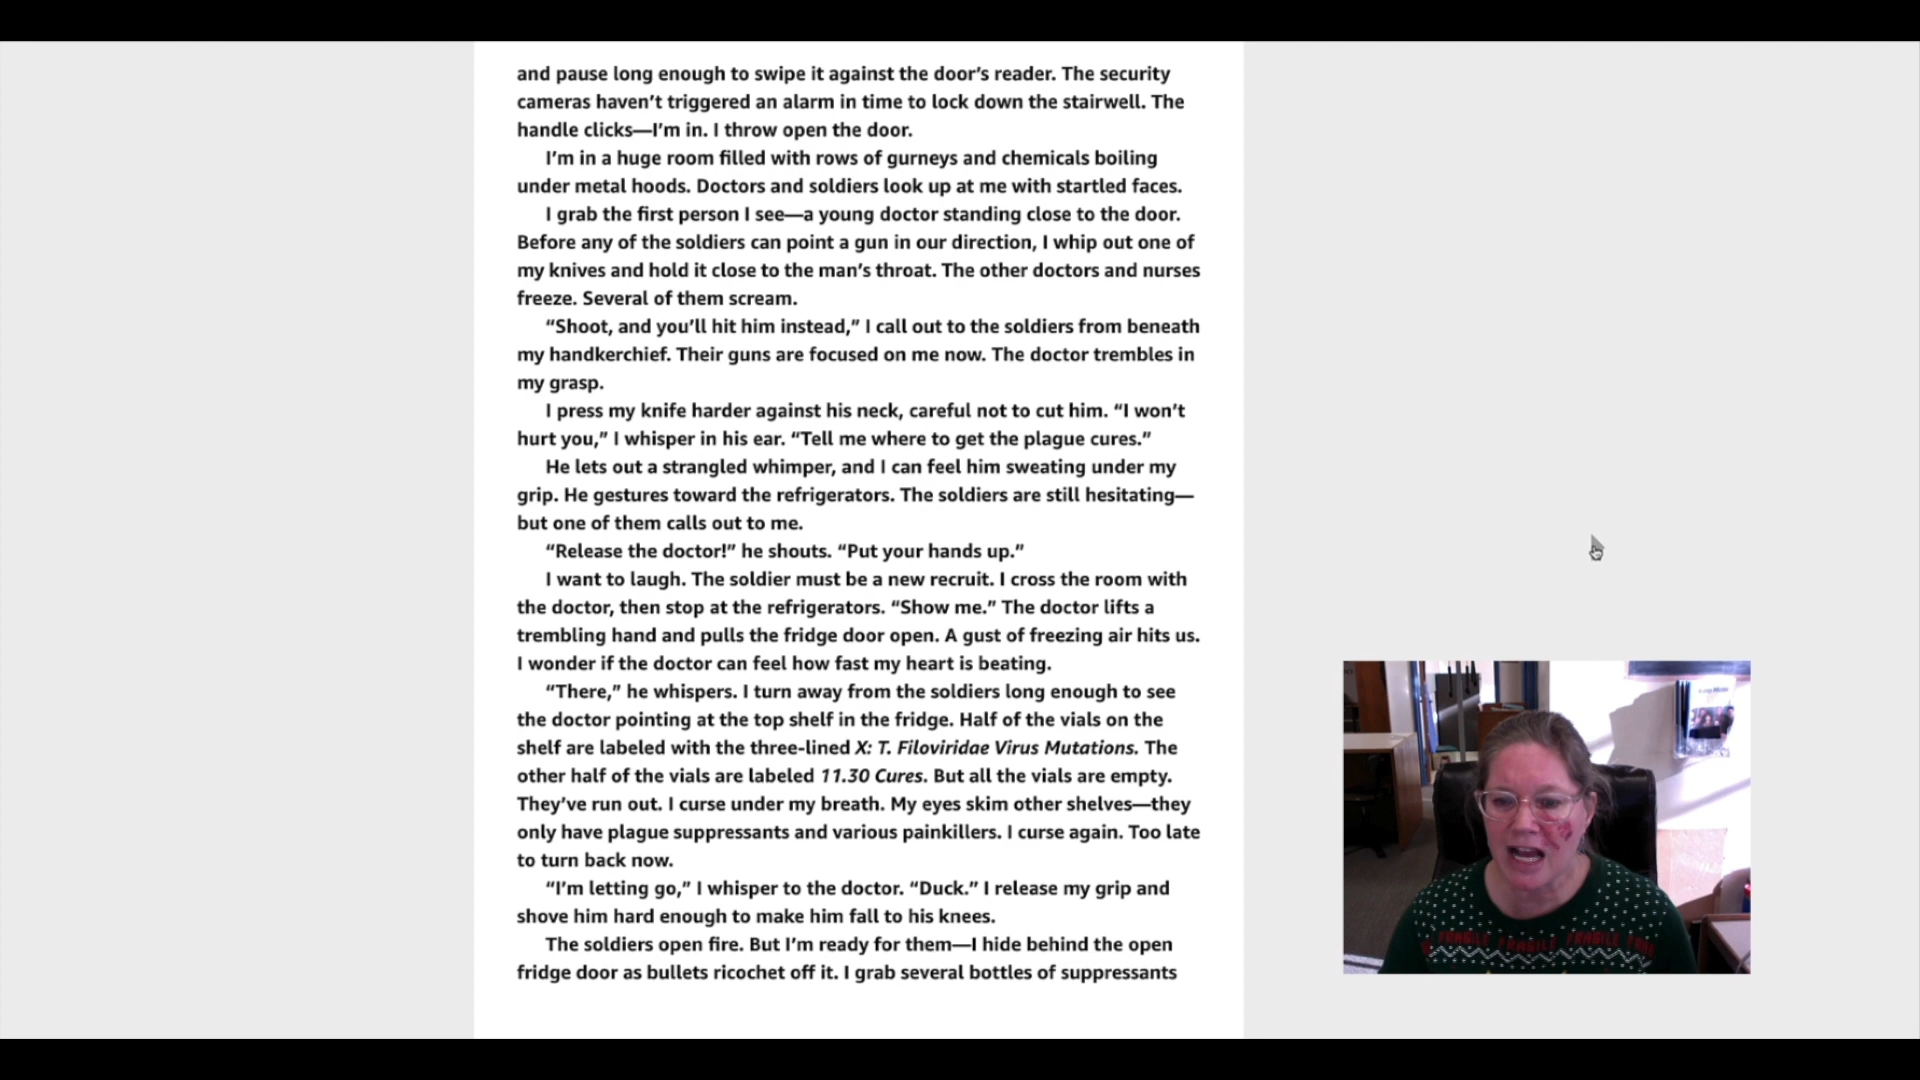 and pause long enough to swipe it against the door’s reader. The security
cameras haven’t triggered an alarm in time to lock down the stairwell. The
handle clicks—I’m in. I throw open the door.
I’m in a huge room filled with rows of gurneys and chemicals boiling
under metal hoods. Doctors and soldiers look up at me with startled faces.
I grab the first person I see—a young doctor standing close to the door.
Before any of the soldiers can point a gun in our direction, I whip out one of
my knives and hold it close to the man’s throat. The other doctors and nurses
freeze. Several of them scream.
“Shoot, and you’ll hit him instead,” I call out to the soldiers from beneath
my handkerchief. Their guns are focused on me now. The doctor trembles in
my grasp.
I press my knife harder against his neck, careful not to cut him. “I won’t
hurt you,” I whisper in his ear. “Tell me where to get the plague cures.”
He lets out a strangled whimper, and I can feel him sweating under my
grip. He gestures toward the refrigerators. The soldiers are still hesitating—
but one of them calls out to me.
“Release the doctor!” he shouts. “Put your hands up.”
I want to laugh. The soldier must be a new recruit. I cross the room with
the doctor, then stop at the refrigerators. “Show me.” The doctor lifts a
trembling hand and pulls the fridge door open. A gust of freezing air hits us.
I wonder if the doctor can feel how fast my heart is beating.
“There,” he whispers. I turn away from the soldiers long enough to see
the doctor pointing at the top shelf in the fridge. Half of the vials on the
shelf are labeled with the three-lined X: T. Filoviridae Virus Mutations. The
other half of the vials are labeled 11.30 Cures. But all the vials are empty.
They’ve run out. I curse under my breath. My eyes skim other shelves—they
only have plague suppressants and various painkillers. I curse again. Too late
to turn back now.
“I’m letting go,” I whisper to the doctor. “Duck.” I release my grip and
shove him hard enough to make him fall to his knees.
The soldiers open fire. But I’m ready for them—I hide behind the open
fridge door as bullets ricochet off it. I grab several bottles of suppressants
FRAGILE FRAGILE FRAGILE